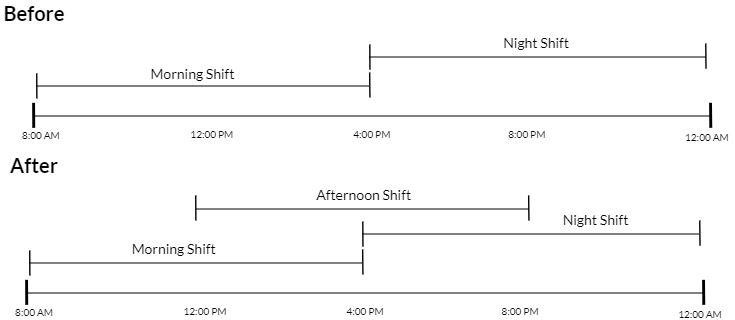 Before
Night Shift
Morning Shift
8:00 AM 12:00 PM 4:00 PM 8:00 PM 12:00 AM
After
Afternoon Shift
Night Shift
Morning Shift
8:00 AM 12:00 PM 4:00 PM 8:00 PM 12:00 AM